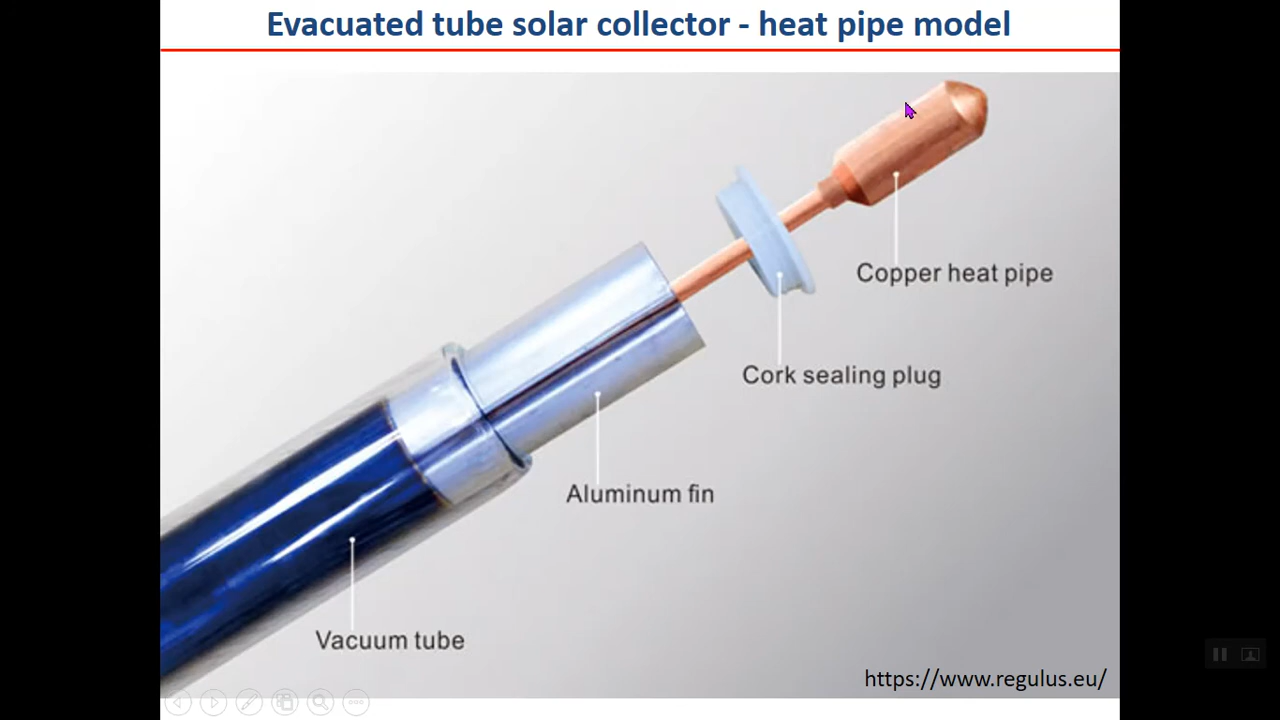 Evacuated tube solar collector - heat pipe model
Copper heat pipe
Cork sealing plug
Aluminum fin
Vacuum tube
https://www.regulus.eu/